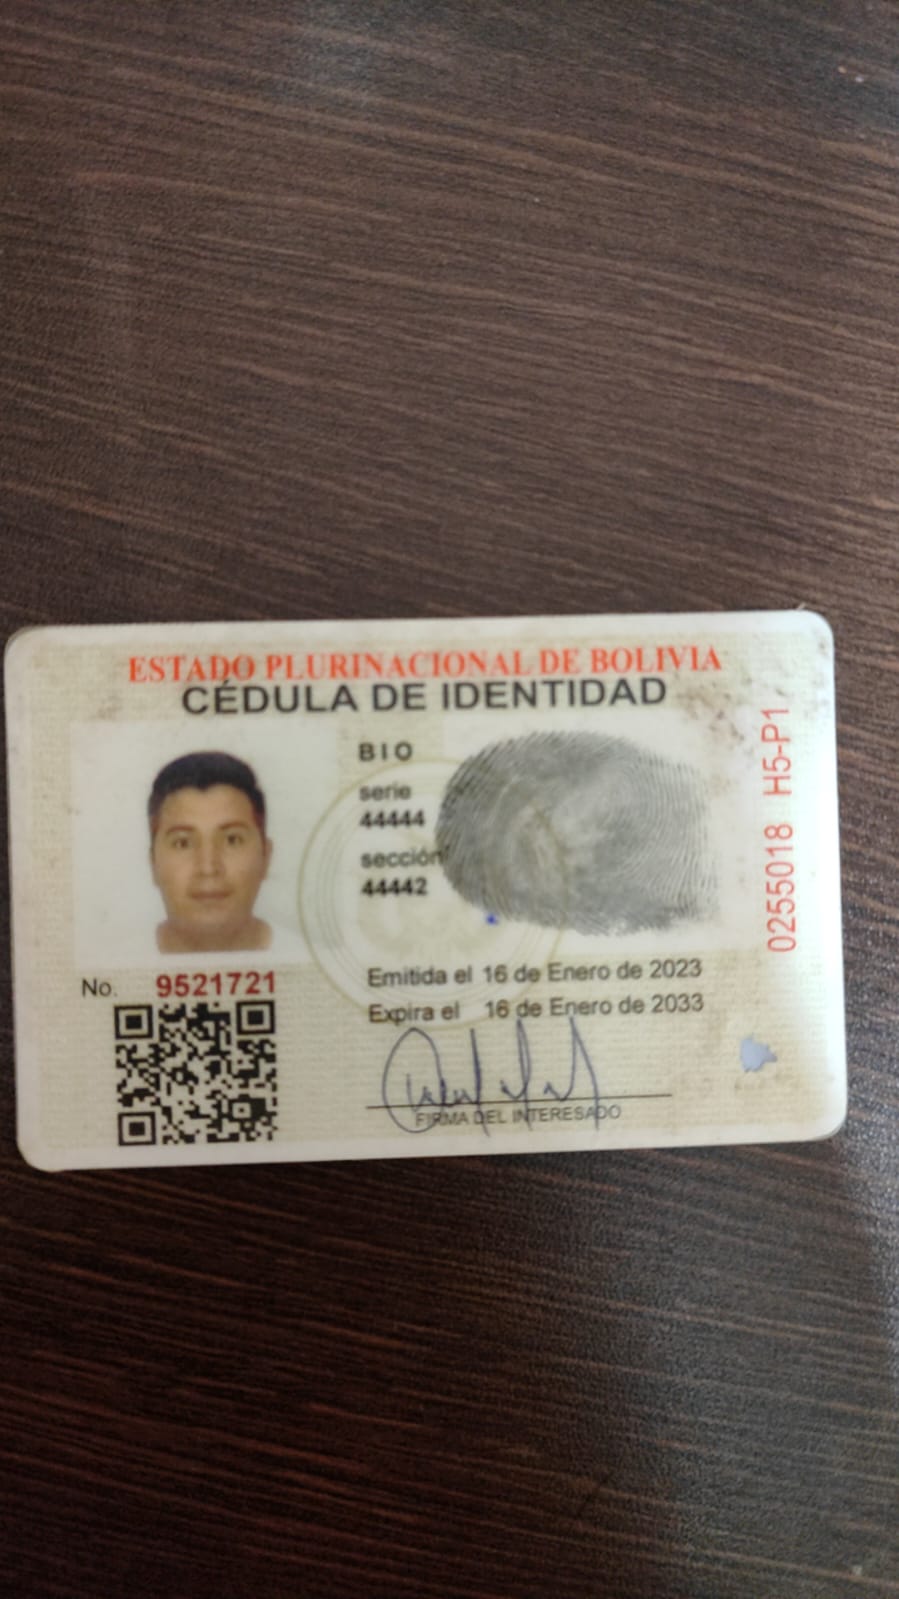 ESTADO PLURINACIONAL DE BOLIVIA
CÉDULA DE IDENTIDAD
BIO
serie
44444
sección
44442
No. 9521721
Emitida el 16 de Enero de 2023
Expira el 16 de Enero de 2033
FIRMA DEL INTERESADO
0255018 H5-P1